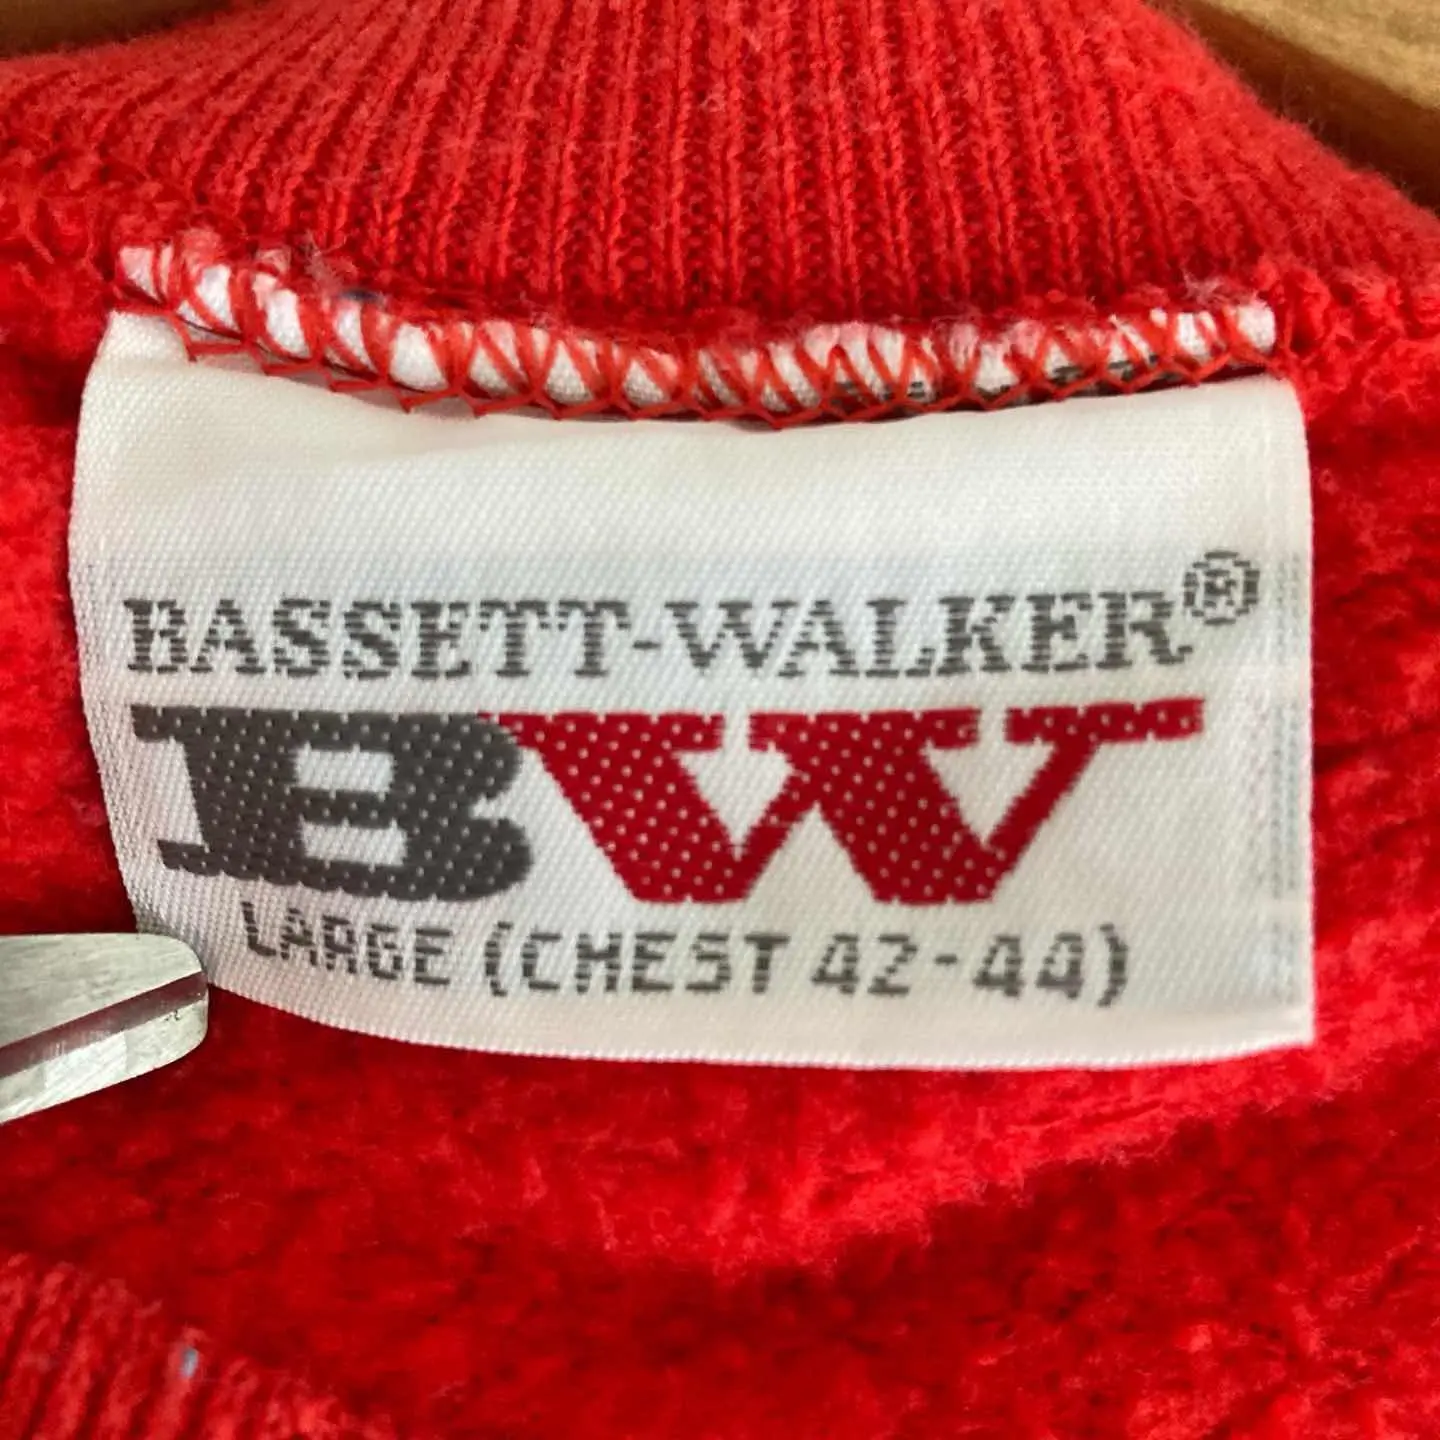 BASSETT-WALKER®
BW
LARGE (CHEST 42-44)